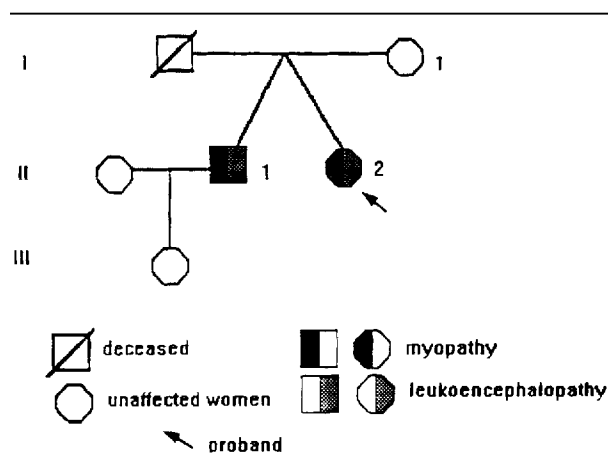 I
1
II
1
2
III
deceased
myopathy
unaffected women
leukoencephalopathy
proband